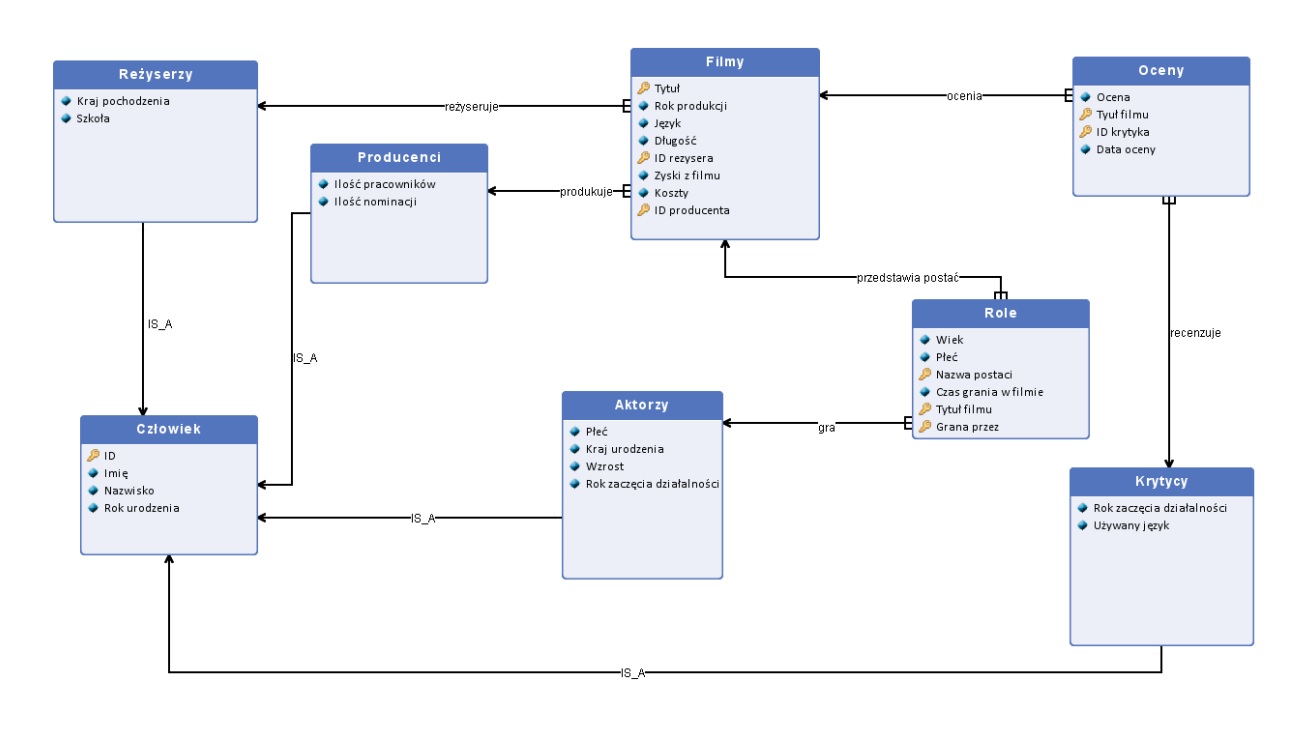 Reżyserzy
Kraj pochodzenia
Szkoła
reżyseruje
Producenci
Ilość pracowników
Ilość nominacji
produkuje
Filmy
Tytuł
Rok produkcji
Język
Długość
ID rezysera
Zyski z filmu
Koszty
ID producenta
ocenia
Oceny
Ocena
Tyuł filmu
ID krytyka
Data oceny
przedstawia postać
Role
Wiek
Płeć
Nazwa postaci
Czas grania w filmie
Tytuł filmu
Grana przez
recenzuje
IS_A
IS_A
gra
Aktorzy
Płeć
Kraj urodzenia
Wzrost
Rok zaczęcia działalności
Człowiek
ID
Imię
Nazwisko
Rok urodzenia
IS_A
Krytycy
Rok zaczęcia działalności
Używany język
IS_A